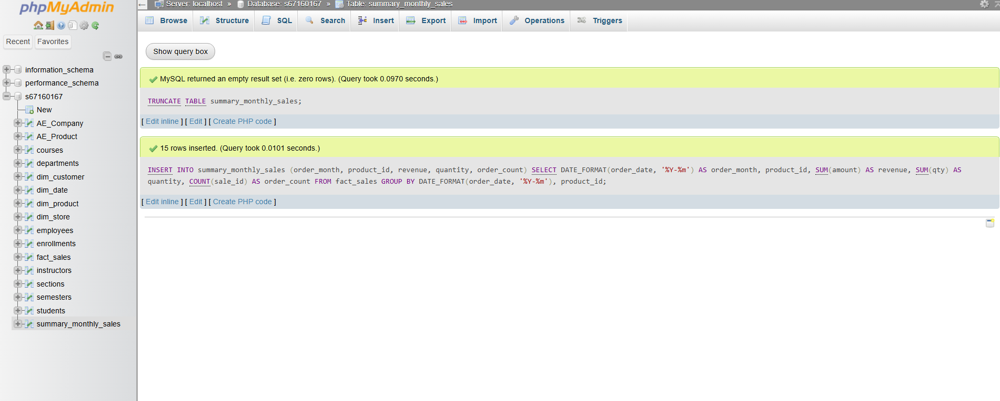 phpMyAdmin
Recent Favorites
information_schema
performance_schema
s67160167
New
AE_Company
AE_Product
courses
departments
dim_customer
dim_date
dim_product
dim_store
employees
enrollments
fact_sales
instructors
sections
semesters
students
summary_monthly_sales
Server: localhost » Database: s67160167 » Table: summary_monthly_sales
Browse Structure SQL Search Insert Export Import Operations Triggers
Show query box
MySQL returned an empty result set (i.e. zero rows). (Query took 0.0970 seconds.)
TRUNCATE TABLE summary_monthly_sales;
[ Edit inline ] [ Edit ] [ Create PHP code ]
15 rows inserted. (Query took 0.0101 seconds.)
INSERT INTO summary_monthly_sales (order_month, product_id, revenue, quantity, order_count) SELECT DATE_FORMAT(order_date, '%Y-%m') AS order_month, product_id, SUM(amount) AS revenue, SUM(qty) AS
quantity, COUNT(sale_id) AS order_count FROM fact_sales GROUP BY DATE_FORMAT(order_date, '%Y-%m'), product_id;
[ Edit inline ] [ Edit ] [ Create PHP code ]